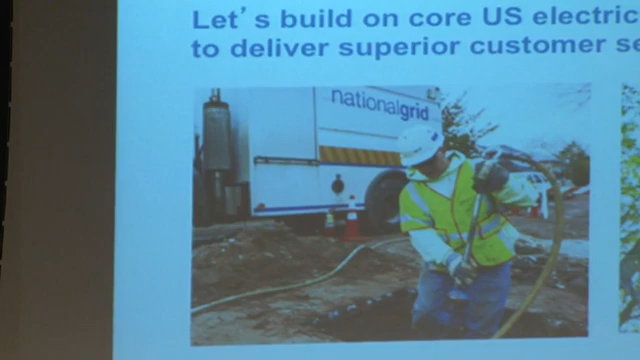 Let's build on core US electric
to deliver superior customer se
nationalgrid